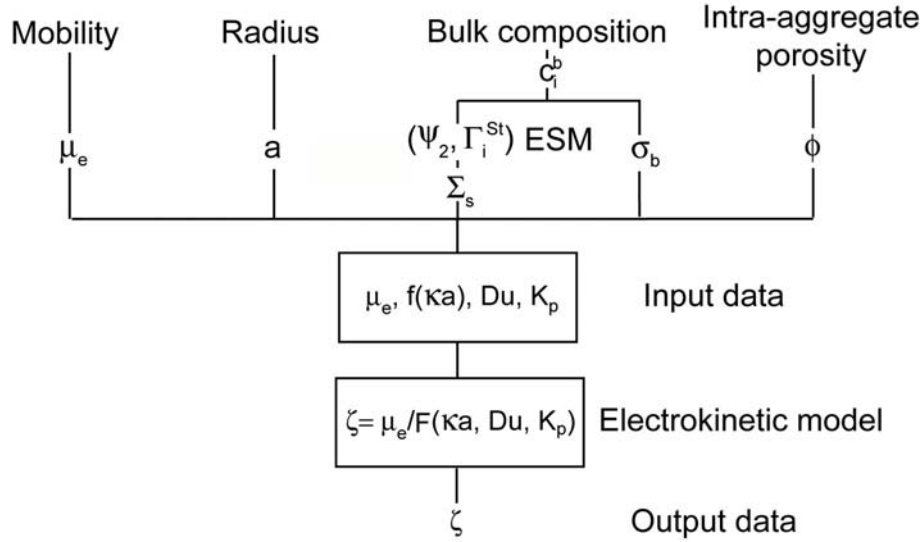 Mobility Radius Bulk composition Intra-aggregate
porosity
c_i^b
μ_e a (Ψ_2, Γ_i^St) ESM σ_b ϕ
Σ_s
μ_e, f(κa), Du, K_p Input data
ζ= μ_e/F(κa, Du, K_p) Electrokinetic model
ζ Output data